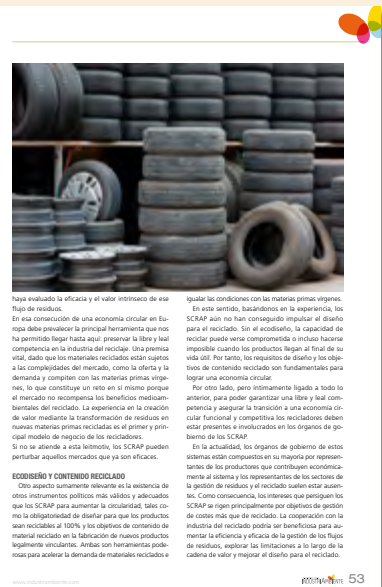 haya evaluado la eficacia y el valor intrínseco de ese
flujo de residuos.
En esa consecución de una economía circular en Eu-
ropa debe prevalecer la principal herramienta que nos
ha permitido llegar hasta aquí: preservar la libre y leal
competencia en la industria del reciclaje. Una premisa
vital, dado que los materiales reciclados están sujetos
a las complejidades del mercado, como la oferta y la
demanda y compiten con las materias primas vírge-
nes, lo que constituye un reto en sí mismo porque
el mercado no recompensa los beneficios medioam-
bientales del reciclado. La experiencia en la creación
de valor mediante la transformación de residuos en
nuevas materias primas recicladas es el primer y prin-
cipal modelo de negocio de los recicladores.
Si no se atiende a esta leitmotiv, los SCRAP pueden
perturbar aquellos mercados que ya son eficaces.
ECODISEÑO Y CONTENIDO RECICLADO
Otro aspecto sumamente relevante es la existencia de
otros instrumentos políticos más válidos y adecuados
que los SCRAP para aumentar la circularidad, tales co-
mo la obligatoriedad de diseñar para que los productos
sean reciclables al 100% y los objetivos de contenido de
material reciclado en la fabricación de nuevos productos
legalmente vinculantes. Ambas son herramientas pode-
rosas para acelerar la demanda de materiales reciclados e
igualar las condiciones con las materias primas vírgenes.
En este sentido, basándonos en la experiencia, los
SCRAP aún no han conseguido impulsar el diseño
para el reciclado. Sin el ecodiseño, la capacidad de
reciclar puede verse comprometida o incluso hacerse
imposible cuando los productos llegan al final de su
vida útil. Por tanto, los requisitos de diseño y los obje-
tivos de contenido reciclado son fundamentales para
lograr una economía circular.
Por otro lado, pero íntimamente ligado a todo lo
anterior, para poder garantizar una libre y leal com-
petencia y asegurar la transición a una economía cir-
cular funcional y competitiva los recicladores deben
estar presentes e involucrados en los órganos de go-
bierno de los SCRAP.
En la actualidad, los órganos de gobierno de estos
sistemas están compuestos en su mayoría por represen-
tantes de los productores que contribuyen económica-
mente al sistema y los representantes de los sectores de
la gestión de residuos y el reciclado suelen estar ausen-
tes. Como consecuencia, los intereses que persiguen los
SCRAP se rigen principalmente por objetivos de gestión
de costes más que de reciclado. La cooperación con la
industria del reciclado podría ser beneficiosa para au-
mentar la eficiencia y eficacia de la gestión de los flujos
de residuos, explorar las limitaciones a lo largo de la
cadena de valor y mejorar el diseño para el reciclado.
www.industriambiente.com
53